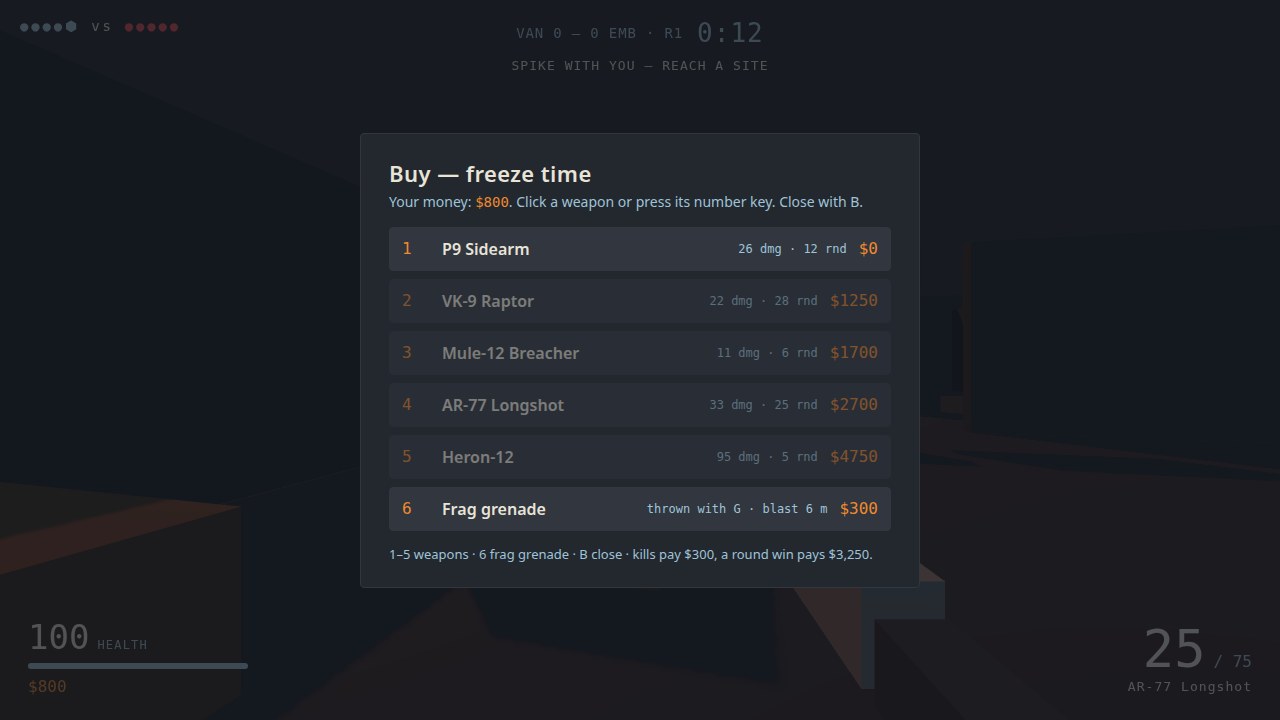 VS
VAN 0 — 0 EMB · R1 0:12
SPIKE WITH YOU — REACH A SITE
Buy — freeze time
Your money: $800. Click a weapon or press its number key. Close with B.
1 P9 Sidearm 26 dmg · 12 rnd $0
2 VK-9 Raptor 22 dmg · 28 rnd $1250
3 Mule-12 Breacher 11 dmg · 6 rnd $1700
4 AR-77 Longshot 33 dmg · 25 rnd $2700
5 Heron-12 95 dmg · 5 rnd $4750
6 Frag grenade thrown with G · blast 6 m $300
1–5 weapons · 6 frag grenade · B close · kills pay $300, a round win pays $3,250.
100 HEALTH
$800
25 / 75
AR-77 Longshot